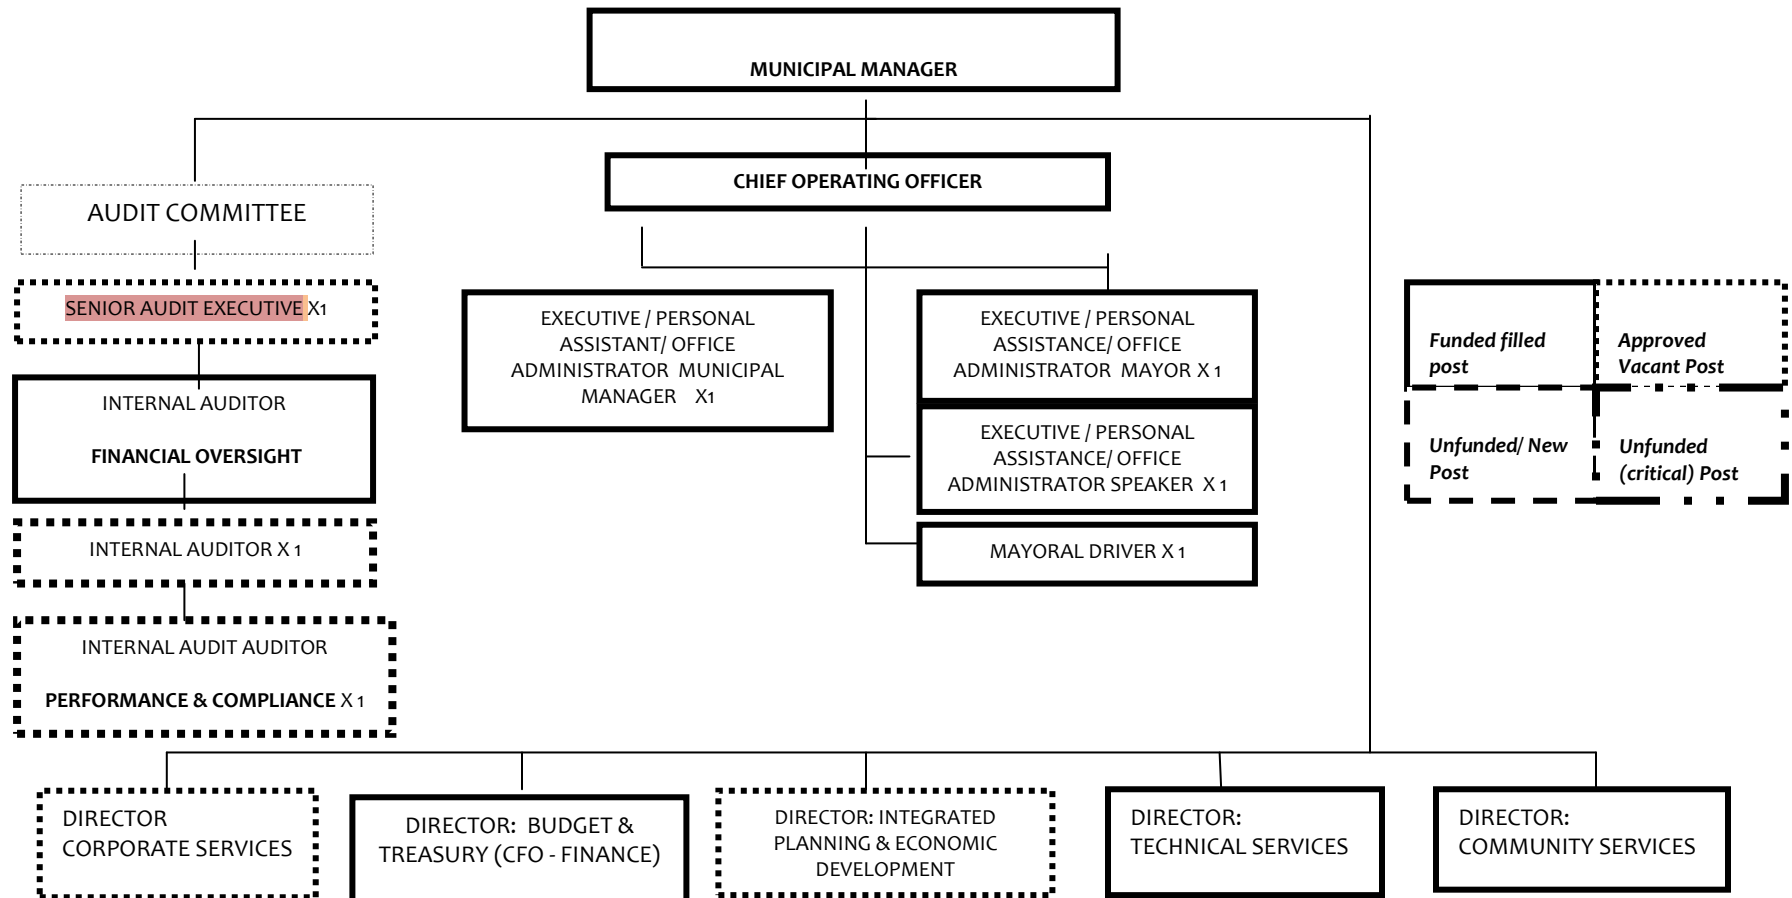 MUNICIPAL MANAGER
CHIEF OPERATING OFFICER
AUDIT COMMITTEE
SENIOR AUDIT EXECUTIVE X1
INTERNAL AUDITOR
FINANCIAL OVERSIGHT
INTERNAL AUDITOR X 1
INTERNAL AUDIT AUDITOR
PERFORMANCE & COMPLIANCE X 1
EXECUTIVE / PERSONAL
ASSISTANT/ OFFICE
ADMINISTRATOR MUNICIPAL
MANAGER X1
EXECUTIVE / PERSONAL
ASSISTANCE/ OFFICE
ADMINISTRATOR MAYOR X 1
EXECUTIVE / PERSONAL
ASSISTANCE/ OFFICE
ADMINISTRATOR SPEAKER X 1
MAYORAL DRIVER X 1
Funded filled
post
Approved
Vacant Post
Unfunded/ New
Post
Unfunded
(critical) Post
DIRECTOR
CORPORATE SERVICES
DIRECTOR: BUDGET &
TREASURY (CFO - FINANCE)
DIRECTOR: INTEGRATED
PLANNING & ECONOMIC
DEVELOPMENT
DIRECTOR:
TECHNICAL SERVICES
DIRECTOR:
COMMUNITY SERVICES